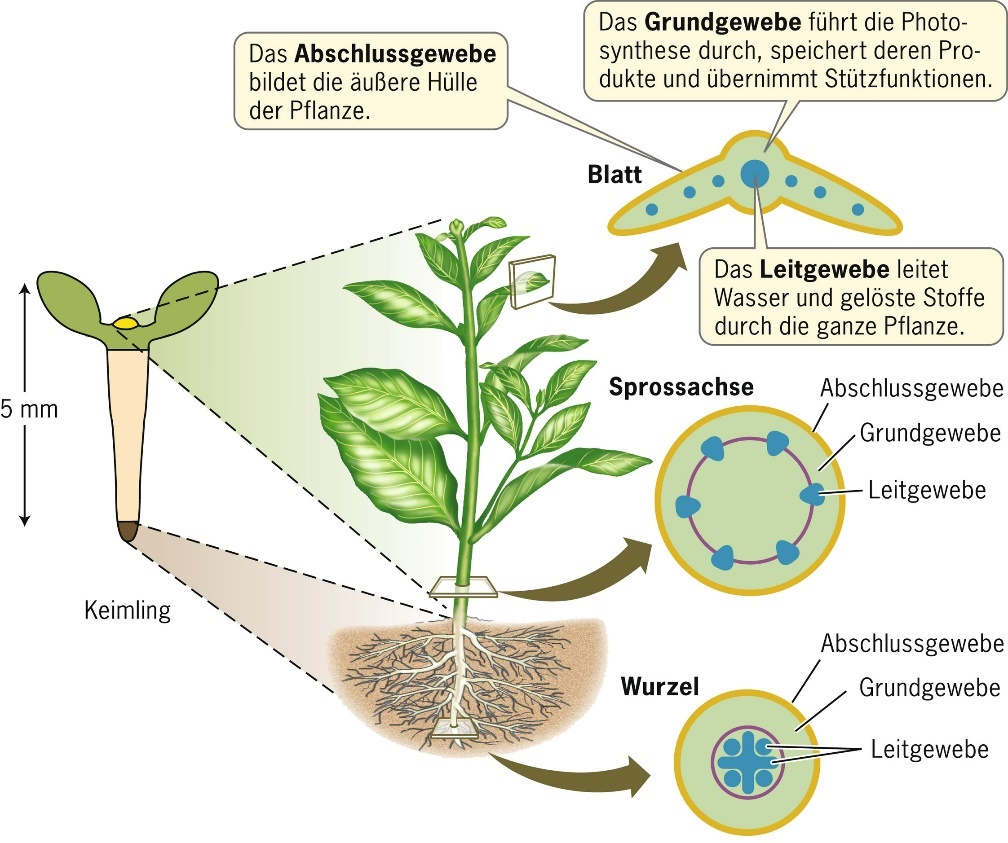 Das Abschlussgewebe
bildet die äußere Hülle
der Pflanze.
Das Grundgewebe führt die Photo-
synthese durch, speichert deren Pro-
dukte und übernimmt Stützfunktionen.
Blatt
Das Leitgewebe leitet
Wasser und gelöste Stoffe
durch die ganze Pflanze.
5 mm
Keimling
Sprossachse
Abschlussgewebe
Grundgewebe
Leitgewebe
Wurzel
Abschlussgewebe
Grundgewebe
Leitgewebe